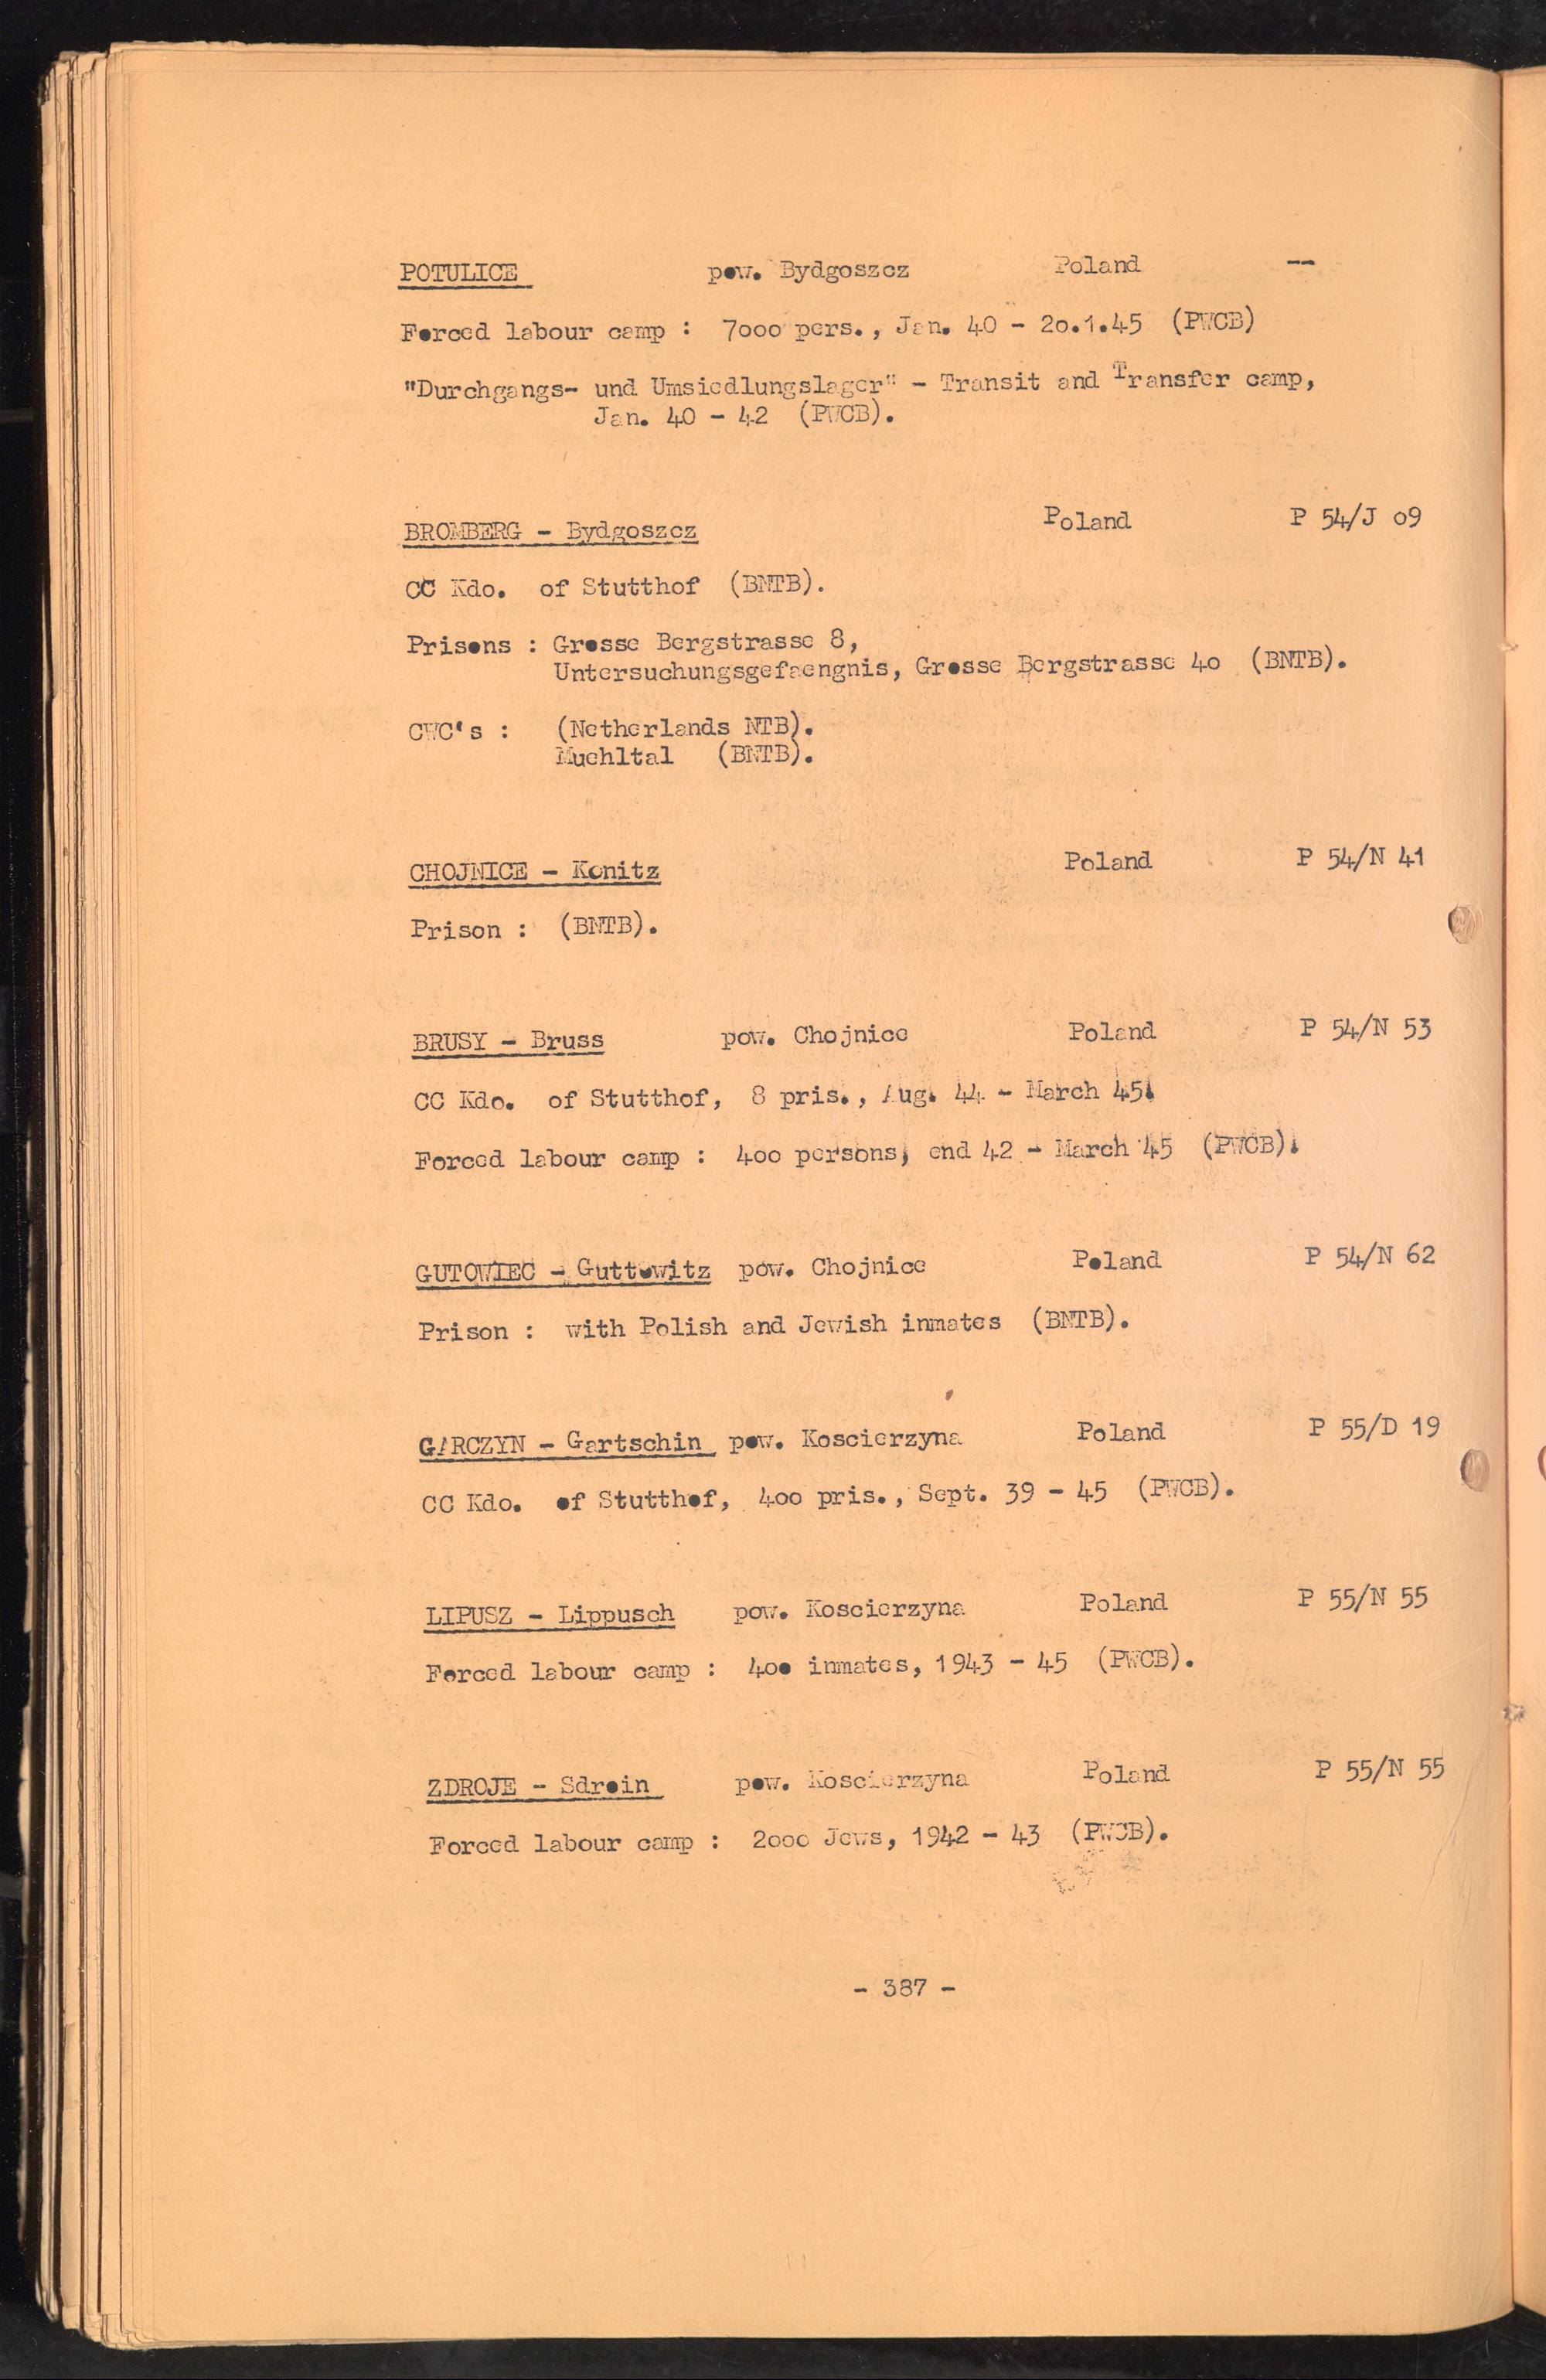 POTULICE pow. Bydgoszcz Poland --
Forced labour camp : 7000 pers., Jan. 40 - 20.1.45 (PWCB)
"Durchgangs- und Umsiedlungslager" - Transit and Transfer camp,
Jan. 40 - 42 (PWCB).
BROMBERG - Bydgoszcz Poland P 54/J 09
CC Kdo. of Stutthof (BNTB).
Prisons : Grosse Bergstrasse 8,
Untersuchungsgefaengnis, Grosse Bergstrasse 40 (BNTB).
CWC's : (Netherlands NTB).
Muehltal (BNTB).
CHOJNICE - Konitz Poland P 54/N 41
Prison : (BNTB).
BRUSY - Bruss pow. Chojnice Poland P 54/N 53
CC Kdo. of Stutthof, 8 pris., Aug. 44 - March 45.
Forced labour camp : 400 persons, end 42 - March 45 (PWCB).
GUTOWIEC - Guttowitz pow. Chojnice Poland P 54/N 62
Prison : with Polish and Jewish inmates (BNTB).
GARCZYN - Gartschin pow. Koscierzyna Poland P 55/D 19
CC Kdo. of Stutthof, 400 pris., Sept. 39 - 45 (PWCB).
LIPUSZ - Lippusch pow. Koscierzyna Poland P 55/N 55
Forced labour camp : 400 inmates, 1943 - 45 (PWCB).
ZDROJE - Sdroin pow. Koscierzyna Poland P 55/N 55
Forced labour camp : 2000 Jews, 1942 - 43 (PWCB).
- 387 -